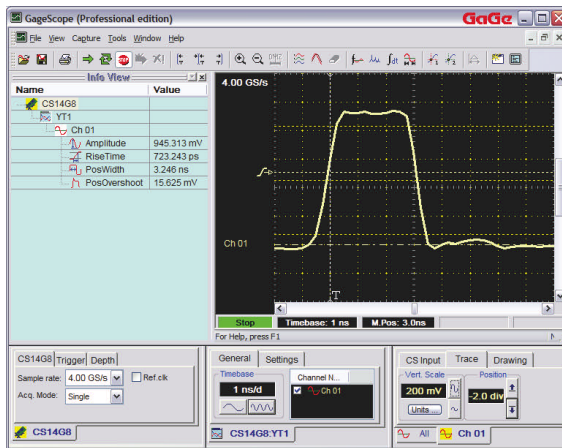 GageScope (Professional edition)
GaGe
File View Capture Tools Window Help
STOP
Info View
Name Value
CS14G8
YT1
Ch 01
Amplitude 945.313 mV
RiseTime 723.243 ps
PosWidth 3.246 ns
PosOvershoot 15.625 mV
4.00 GS/s
Ch 01
T
Stop Timebase: 1 ns M.Pos: 3.0ns
For Help, press F1
CS14G8 Trigger Depth
Sample rate: 4.00 GS/s Ref.clk
Acq. Mode: Single
CS14G8
General Settings
Timebase
1 ns/d
Channel N...
Ch 01
CS14G8:YT1
CS Input Trace Drawing
Vert. Scale Position
200 mV -2.0 div
Units ...
All Ch 01